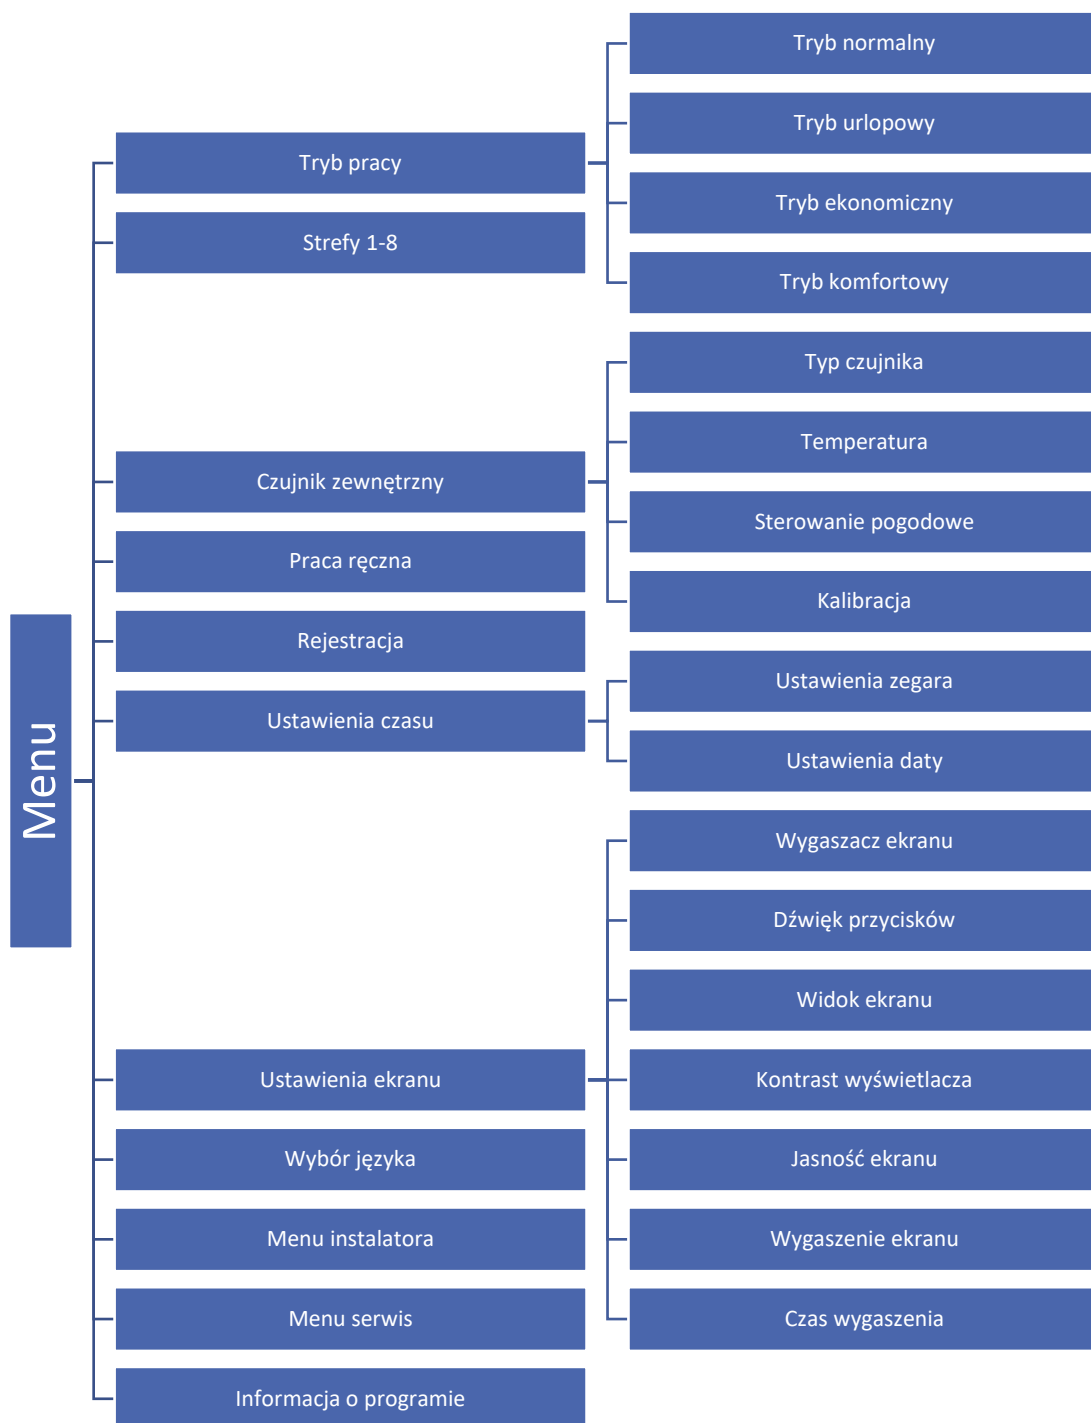 Menu
Tryb pracy
Tryb normalny
Tryb urlopowy
Tryb ekonomiczny
Tryb komfortowy
Strefy 1-8
Czujnik zewnętrzny
Typ czujnika
Temperatura
Sterowanie pogodowe
Kalibracja
Praca ręczna
Rejestracja
Ustawienia czasu
Ustawienia zegara
Ustawienia daty
Ustawienia ekranu
Wygaszacz ekranu
Dźwięk przycisków
Widok ekranu
Kontrast wyświetlacza
Jasność ekranu
Wygaszenie ekranu
Czas wygaszenia
Wybór języka
Menu instalatora
Menu serwis
Informacja o programie